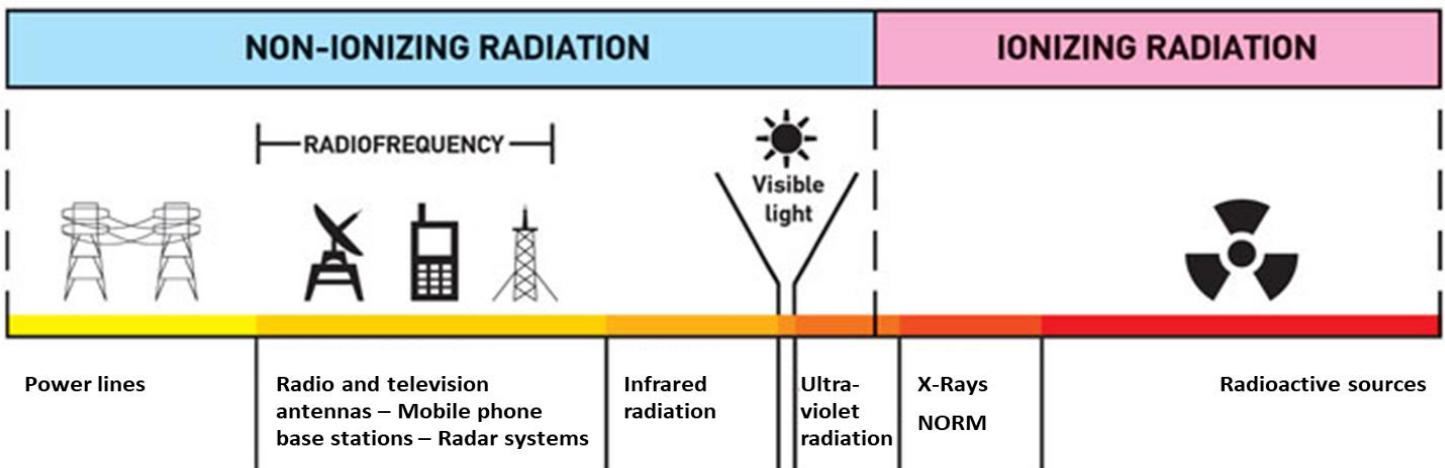 NON-IONIZING RADIATION
IONIZING RADIATION
RADIOFREQUENCY
Visible
light
Power lines
Radio and television
antennas – Mobile phone
base stations – Radar systems
Infrared
radiation
Ultra-
violet
radiation
X-Rays
NORM
Radioactive sources